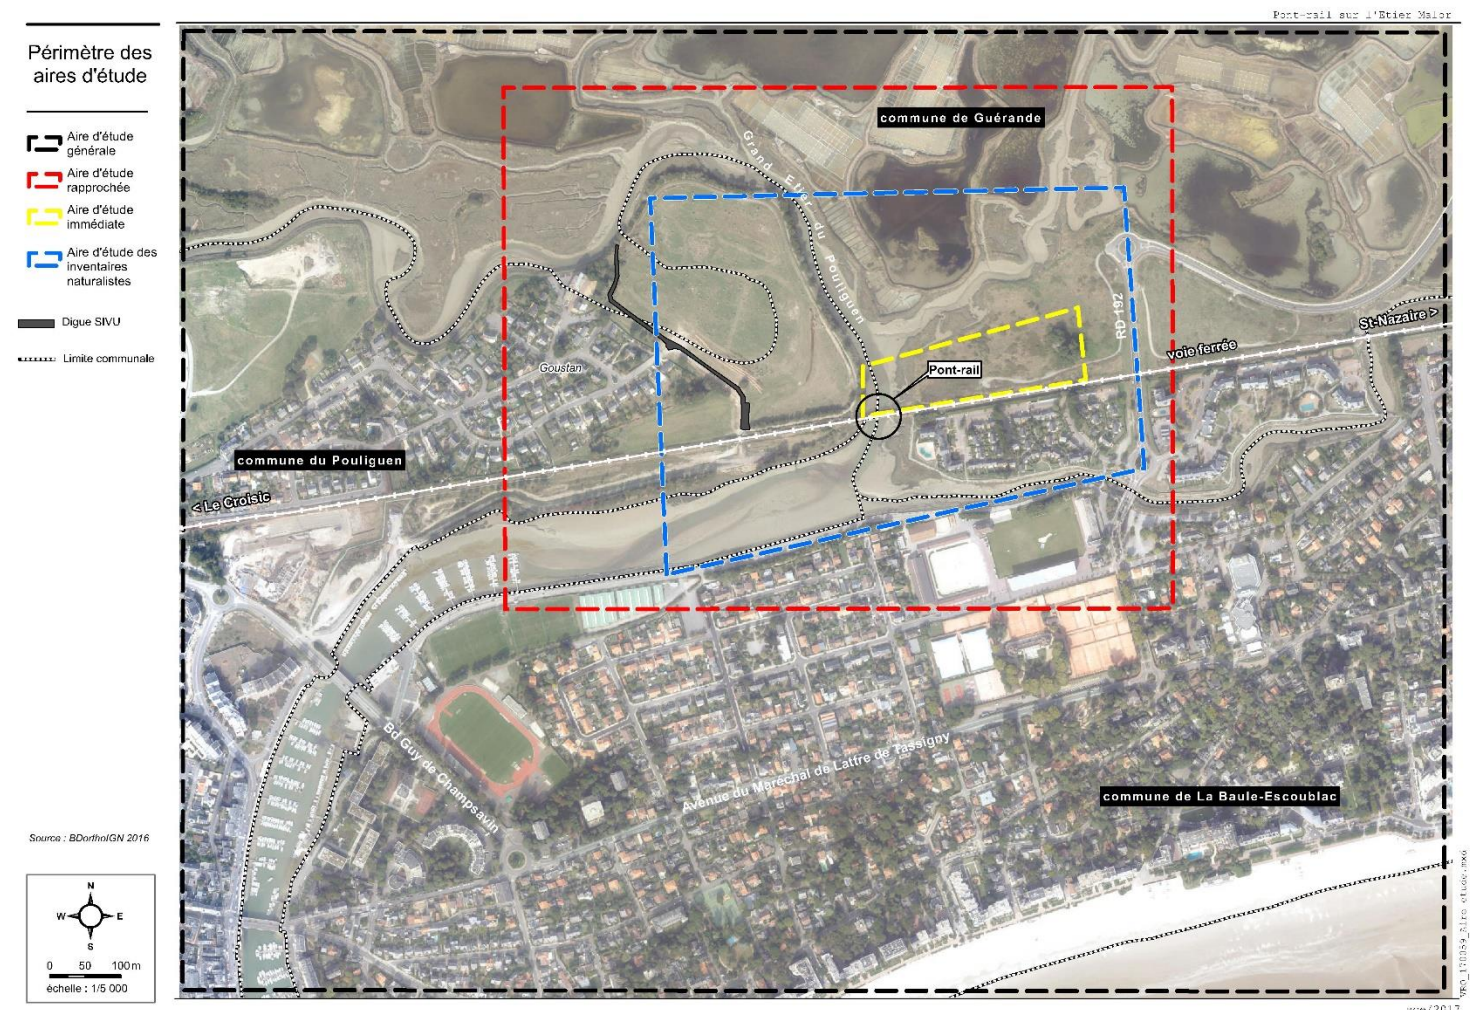 Pont-rail sur l'Etier Malor
Périmètre des
aires d'étude
Aire d'étude
générale
Aire d'étude
rapprochée
Aire d'étude
immédiate
Aire d'étude des
inventaires
naturalistes
Digue SIVU
Limite communale
commune de Guérande
Grand Etier du Pouliguen
RD 192
St-Nazaire >
voie ferrée
Pont-rail
Goustan
commune du Pouliguen
< Le Croisic
Bd Guy de Champsavin
Avenue du Maréchal de Lattre de Tassigny
commune de La Baule-Escoublac
Source : BDorthoIGN 2016
N
W
E
S
0 50 100m
échelle : 1/5 000